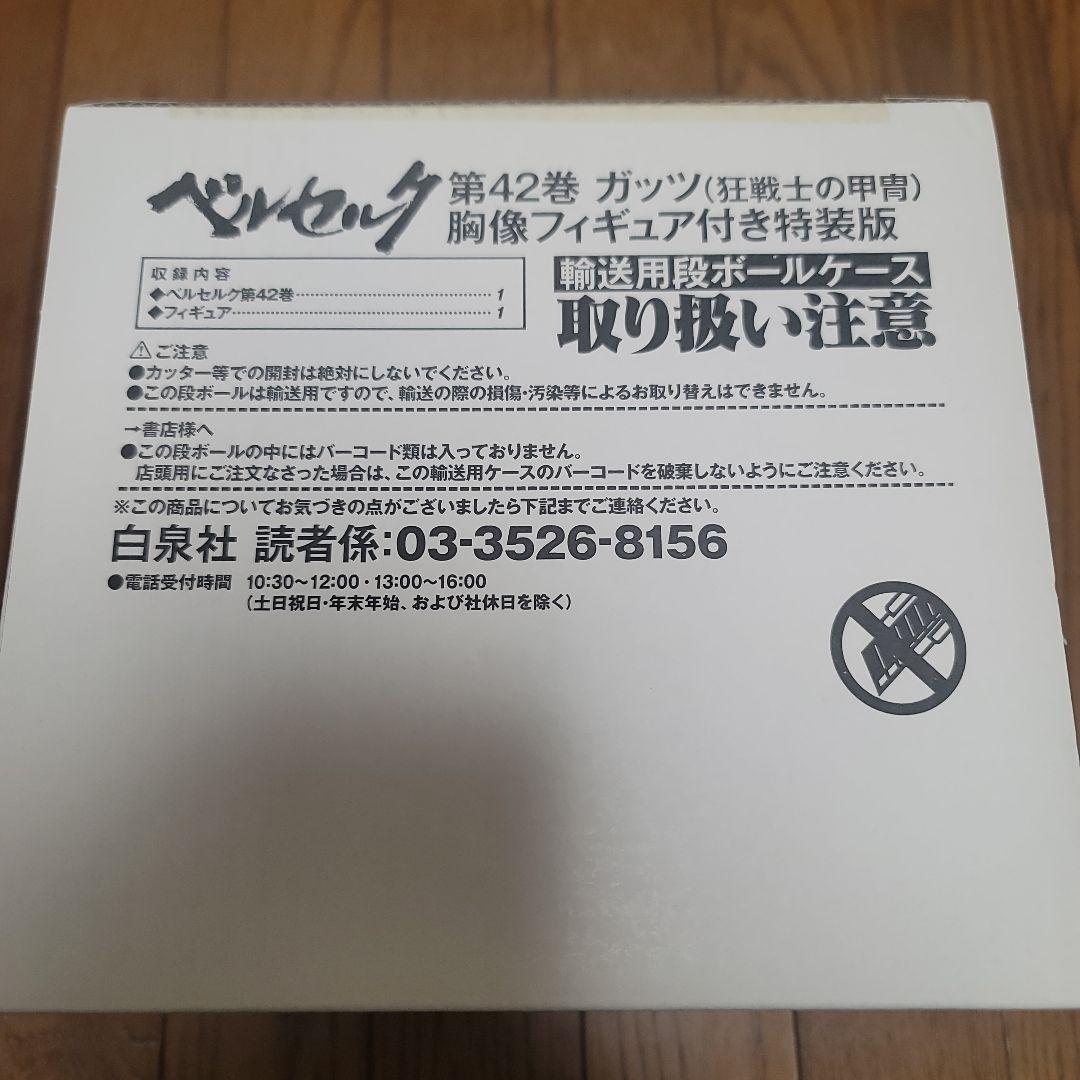 ベルセルク 第42巻 ガッツ(狂戦士の甲冑)
胸像フィギュア付き特装版
収録内容
◆ベルセルク第42巻……………………………1
◆フィギュア……………………………………1
輸送用段ボールケース
取り扱い注意
⚠ご注意
●カッター等での開封は絶対にしないでください。
●この段ボールは輸送用ですので、輸送の際の損傷・汚染等によるお取り替えはできません。
→書店様へ
●この段ボールの中にはバーコード類は入っておりません。
店頭用にご注文なさった場合は、この輸送用ケースのバーコードを破棄しないようにご注意ください。
※この商品についてお気づきの点がございましたら下記までご連絡ください。
白泉社 読者係:03-3526-8156
●電話受付時間 10:30〜12:00・13:00〜16:00
(土日祝日・年末年始、および社休日を除く)